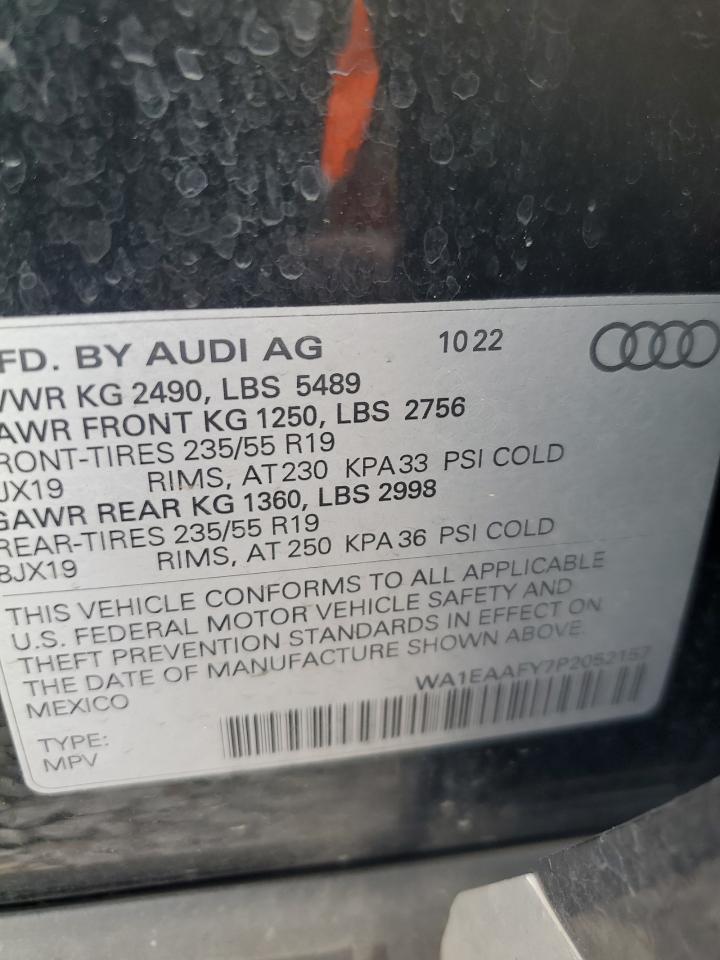 FD. BY AUDI AG 10 22
VWR KG 2490, LBS 5489
AWR FRONT KG 1250, LBS 2756
RONT-TIRES 235/55 R19
JX19 RIMS, AT 230 KPA 33 PSI COLD
GAWR REAR KG 1360, LBS 2998
REAR-TIRES 235/55 R19
8JX19 RIMS, AT 250 KPA 36 PSI COLD
THIS VEHICLE CONFORMS TO ALL APPLICABLE
U.S. FEDERAL MOTOR VEHICLE SAFETY AND
THEFT PREVENTION STANDARDS IN EFFECT ON
THE DATE OF MANUFACTURE SHOWN ABOVE.
MEXICO WA1EAAFY7P2052157
TYPE:
MPV